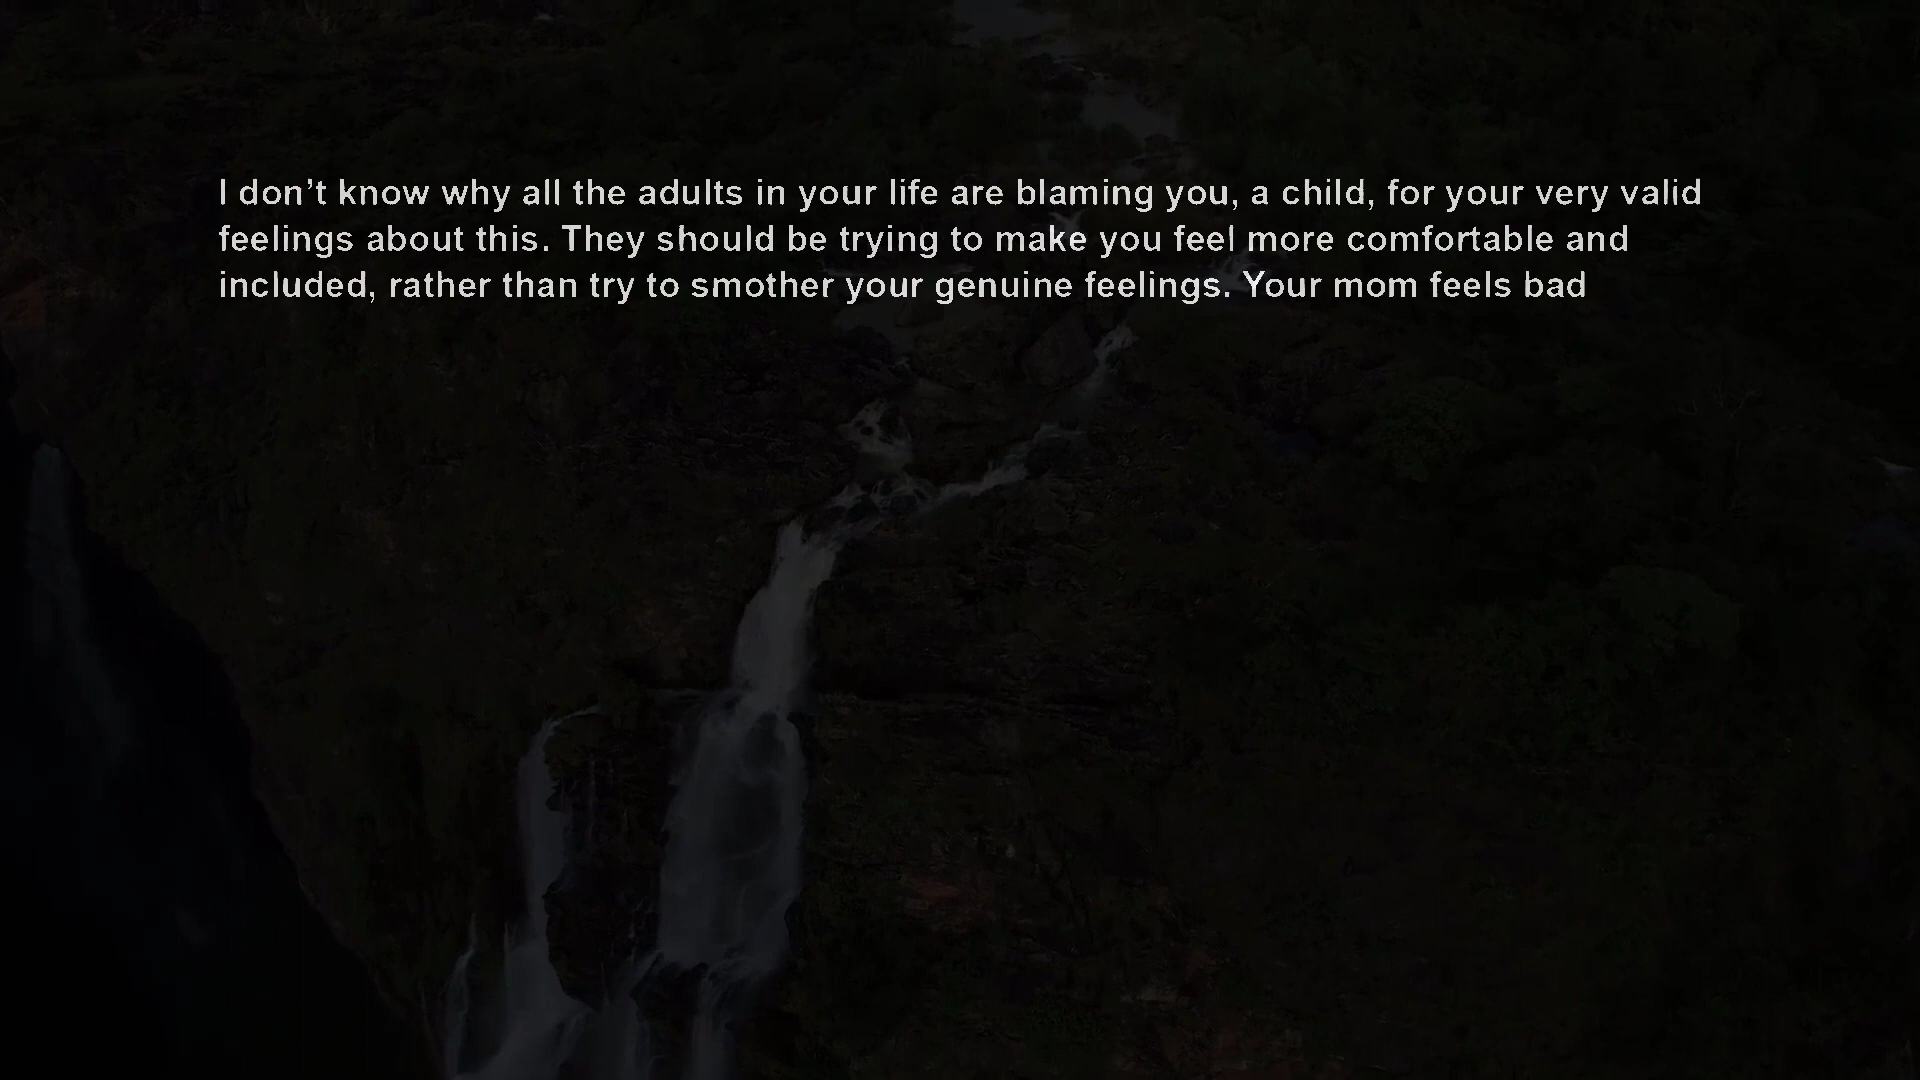 I don’t know why all the adults in your life are blaming you, a child, for your very valid
feelings about this. They should be trying to make you feel more comfortable and
included, rather than try to smother your genuine feelings. Your mom feels bad